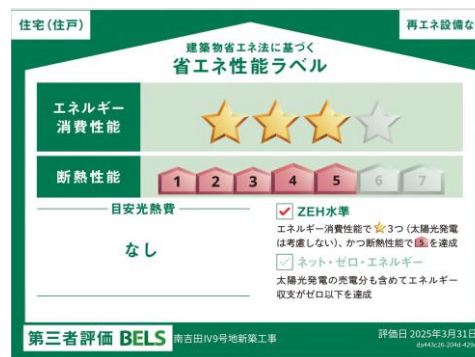 住宅(住戸)
再エネ設備な
建築物省エネ法に基づく
省エネ性能ラベル
エネルギー
消費性能
断熱性能
1 2 3 4 5 6 7
目安光熱費
なし
ZEH水準
エネルギー消費性能で★3つ(太陽光発電
は考慮しない)、かつ断熱性能で5を達成
ネット・ゼロ・エネルギー
太陽光発電の売電分も含めてエネルギー
収支がゼロ以下を達成
第三者評価 BELS
南吉田Ⅳ9号地新築工事
評価日 2025年3月31日